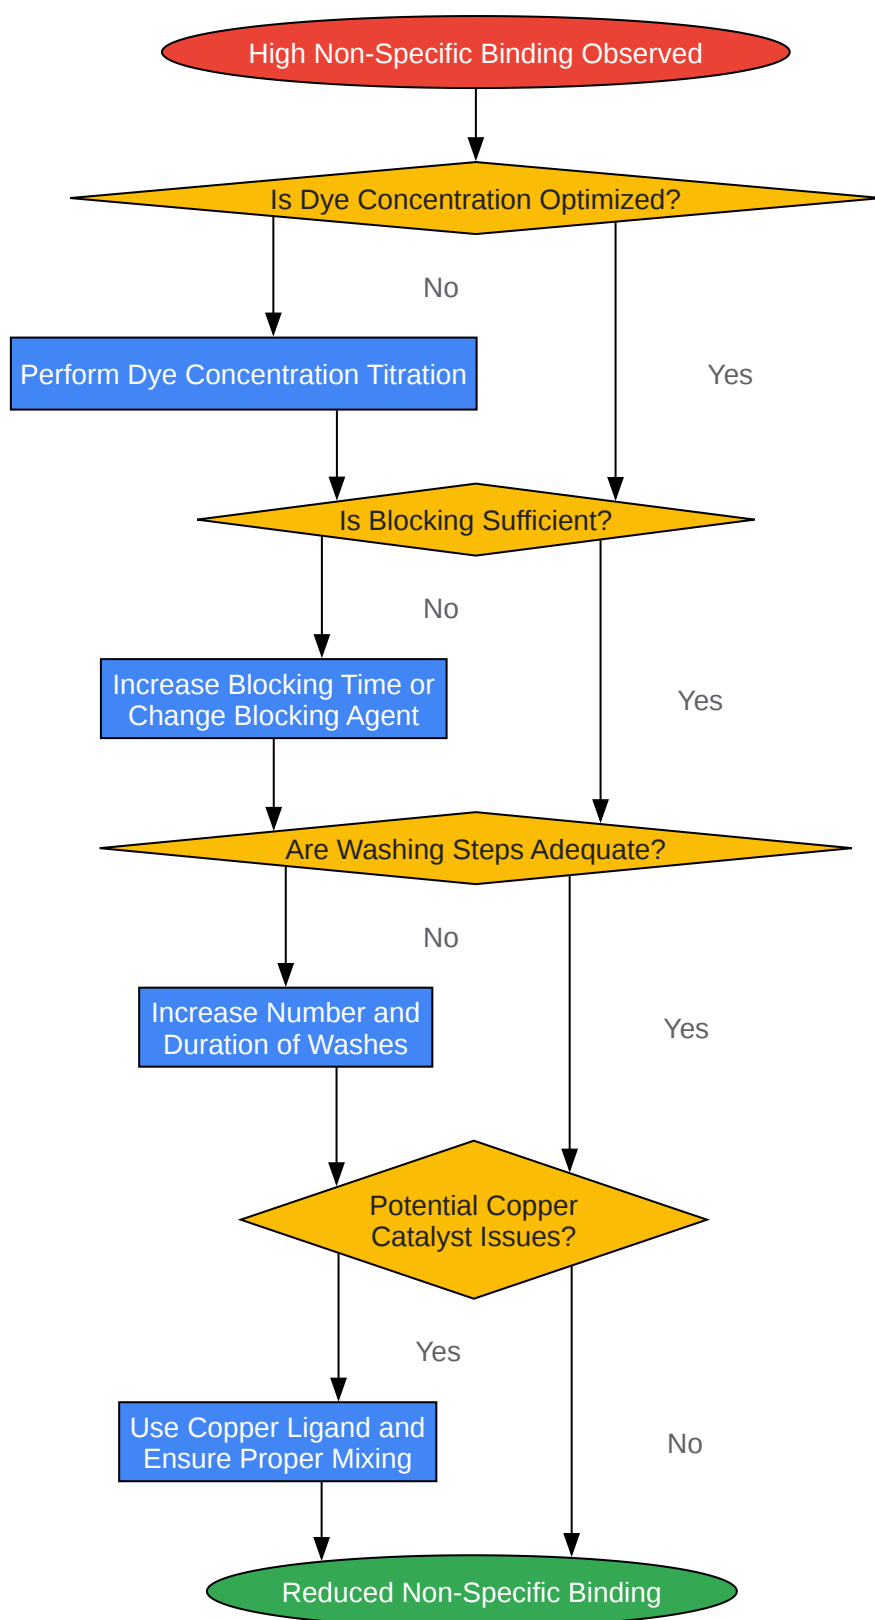 High Non-Specific Binding Observed
Is Dye Concentration Optimized?
No
Perform Dye Concentration Titration
Yes
Is Blocking Sufficient?
No
Increase Blocking Time or
Change Blocking Agent
Yes
Are Washing Steps Adequate?
No
Increase Number and
Duration of Washes
Yes
Potential Copper
Catalyst Issues?
Yes
Use Copper Ligand and
Ensure Proper Mixing
No
Reduced Non-Specific Binding